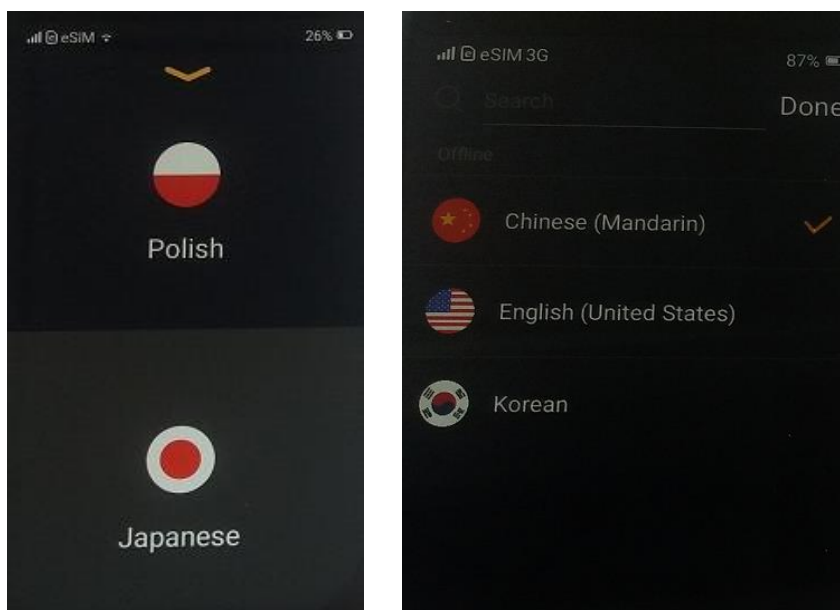 eSIM
26%
Polish
Japanese
eSIM 3G
87%
Search
Done
Offline
Chinese (Mandarin)
English (United States)
Korean